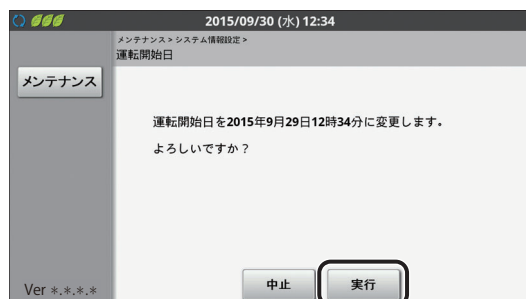 2015/09/30 (水) 12:34
メンテナンス > システム情報設定 >
運転開始日
メンテナンス
運転開始日を2015年9月29日12時34分に変更します。
よろしいですか？
中止
実行
Ver *.*.*.*